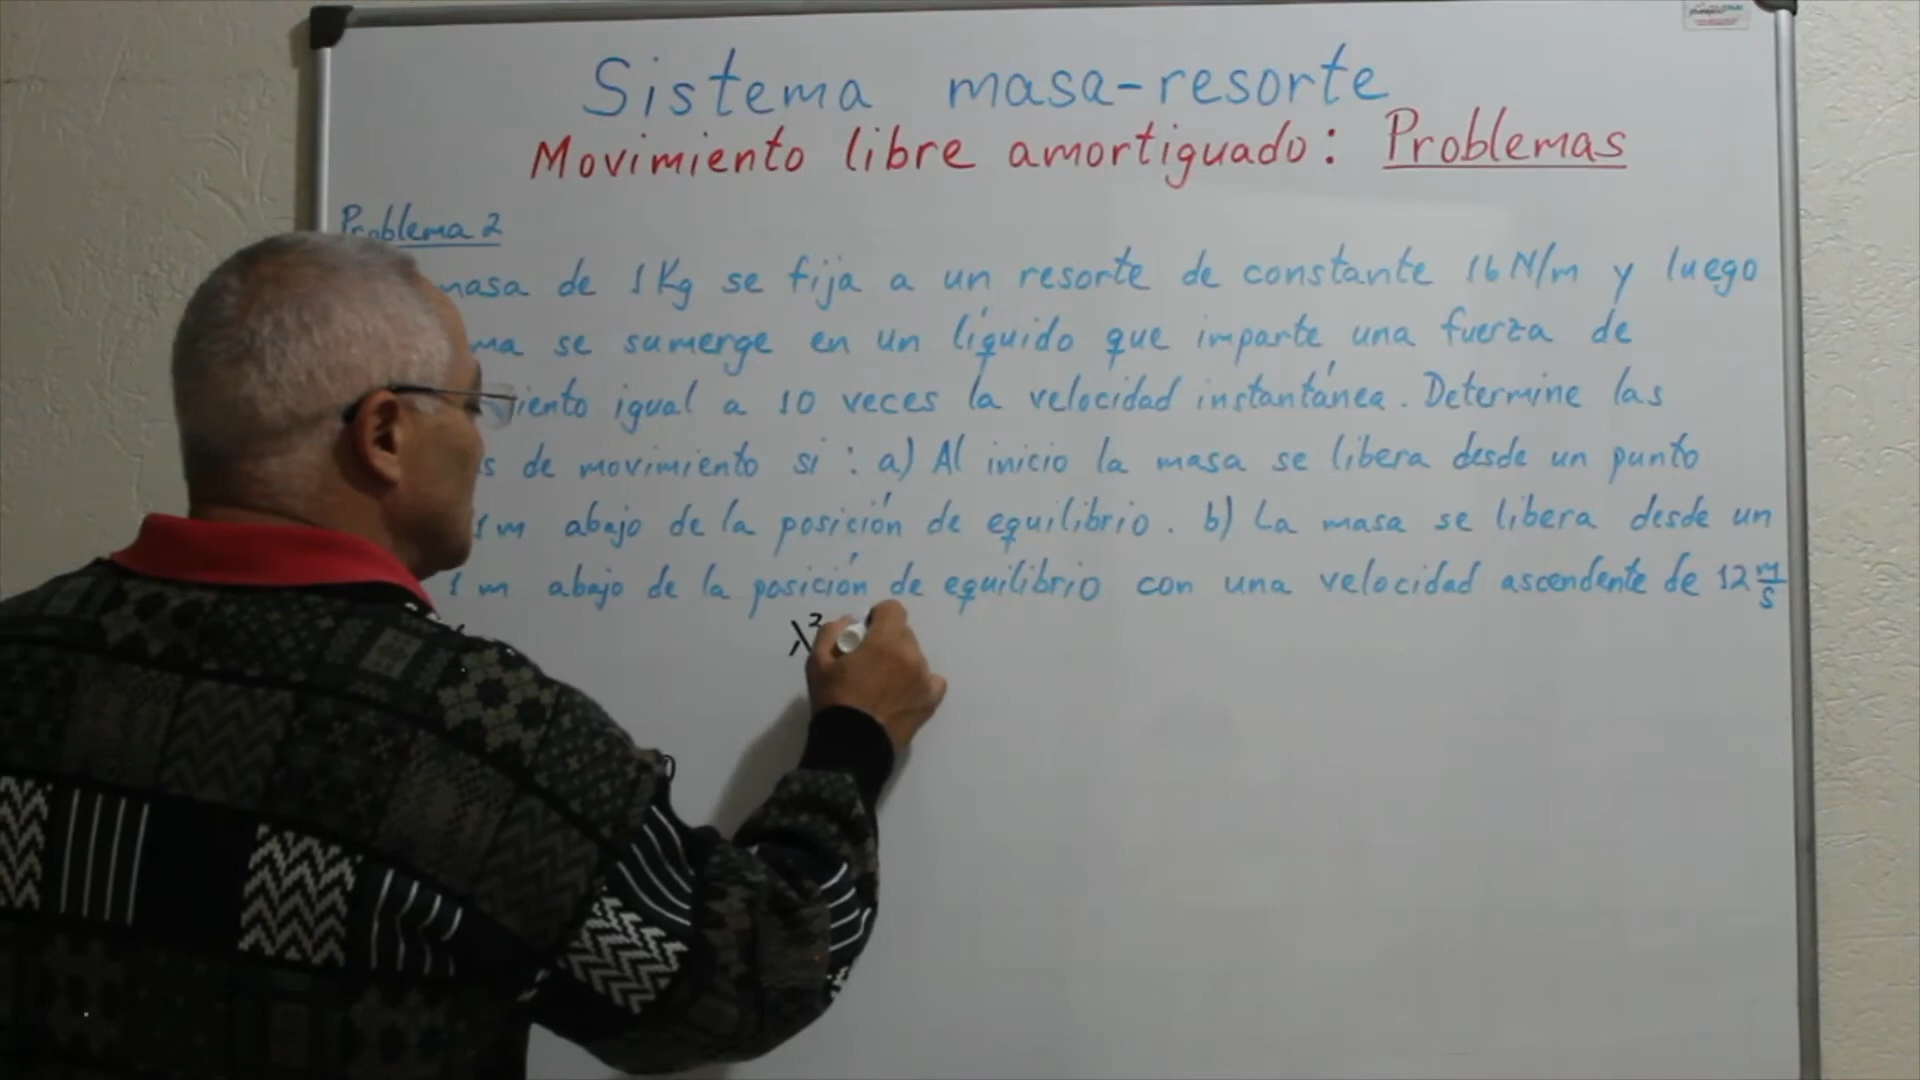 Sistema masa-resorte
Movimiento libre amortiguado: Problemas
Problema 2
masa de 1Kg se fija a un resorte de constante 16 N/m y luego
se sumerge en un líquido que imparte una fuerza de
igual a 10 veces la velocidad instantánea. Determine las
de movimiento si: a) Al inicio la masa se libera desde un punto
1m abajo de la posición de equilibrio. b) La masa se libera desde un
1 m abajo de la posición de equilibrio con una velocidad ascendente de 12 m/s
λ²